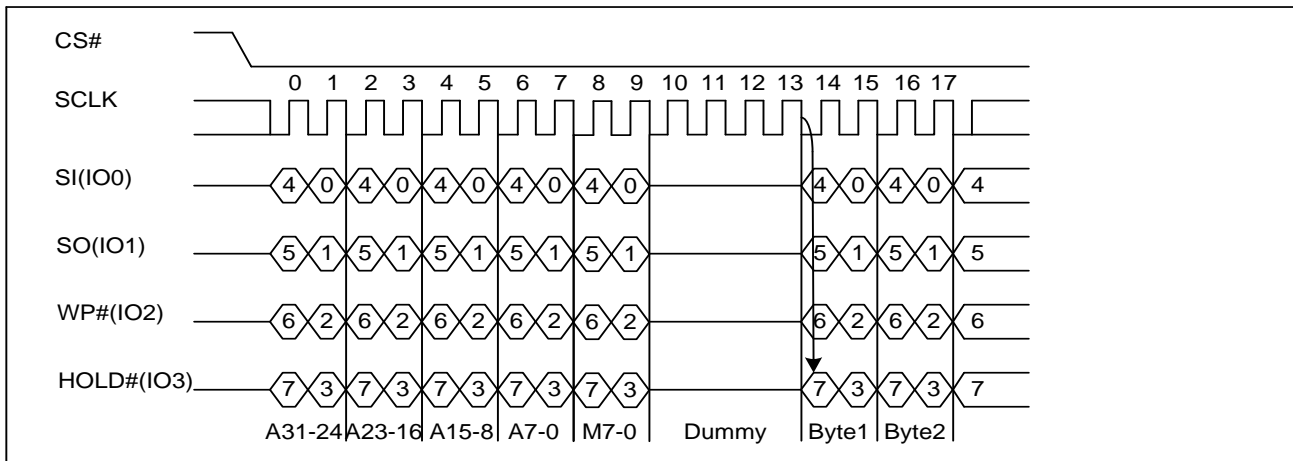 CS#
0 1 2 3 4 5 6 7 8 9 10 11 12 13 14 15 16 17
SCLK
SI(IO0) 4 0 4 0 4 0 4 0 4 0 4 0 4 0 4
SO(IO1) 5 1 5 1 5 1 5 1 5 1 5 1 5 1 5
WP#(IO2) 6 2 6 2 6 2 6 2 6 2 6 2 6 2 6
HOLD#(IO3) 7 3 7 3 7 3 7 3 7 3 7 3 7 3 7
A31-24 A23-16 A15-8 A7-0 M7-0 Dummy Byte1 Byte2